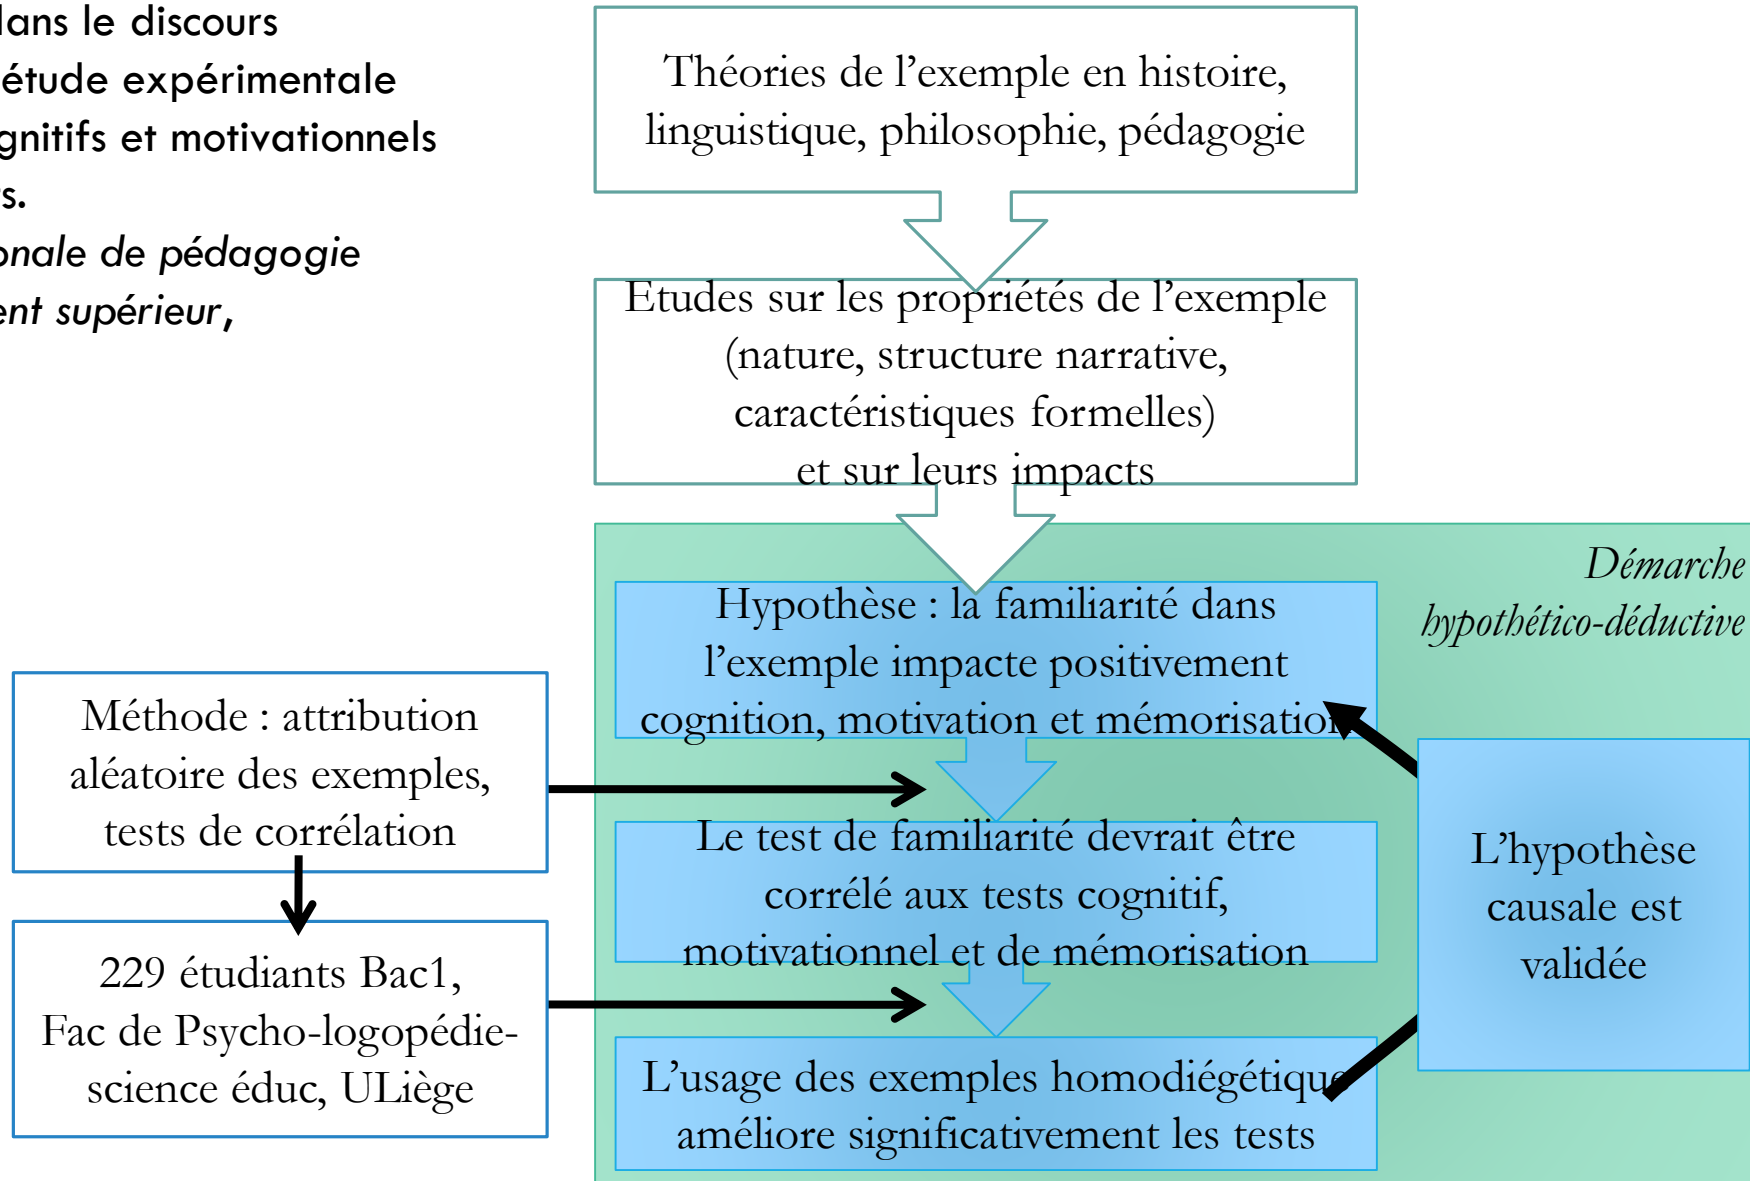 dans le discours
étude expérimentale
gnitifs et motivationnels
rs.
onale de pédagogie
ent supérieur,
Théories de l’exemple en histoire,
linguistique, philosophie, pédagogie
Etudes sur les propriétés de l’exemple
(nature, structure narrative,
caractéristiques formelles)
et sur leurs impacts
Démarche
hypothético-déductive
Hypothèse : la familiarité dans
l’exemple impacte positivement
cognition, motivation et mémorisation
Méthode : attribution
aléatoire des exemples,
tests de corrélation
Le test de familiarité devrait être
corrélé aux tests cognitif,
motivationnel et de mémorisation
L’hypothèse
causale est
validée
229 étudiants Bac1,
Fac de Psycho-logopédie-
science éduc, ULiège
L’usage des exemples homodiégétique
améliore significativement les tests